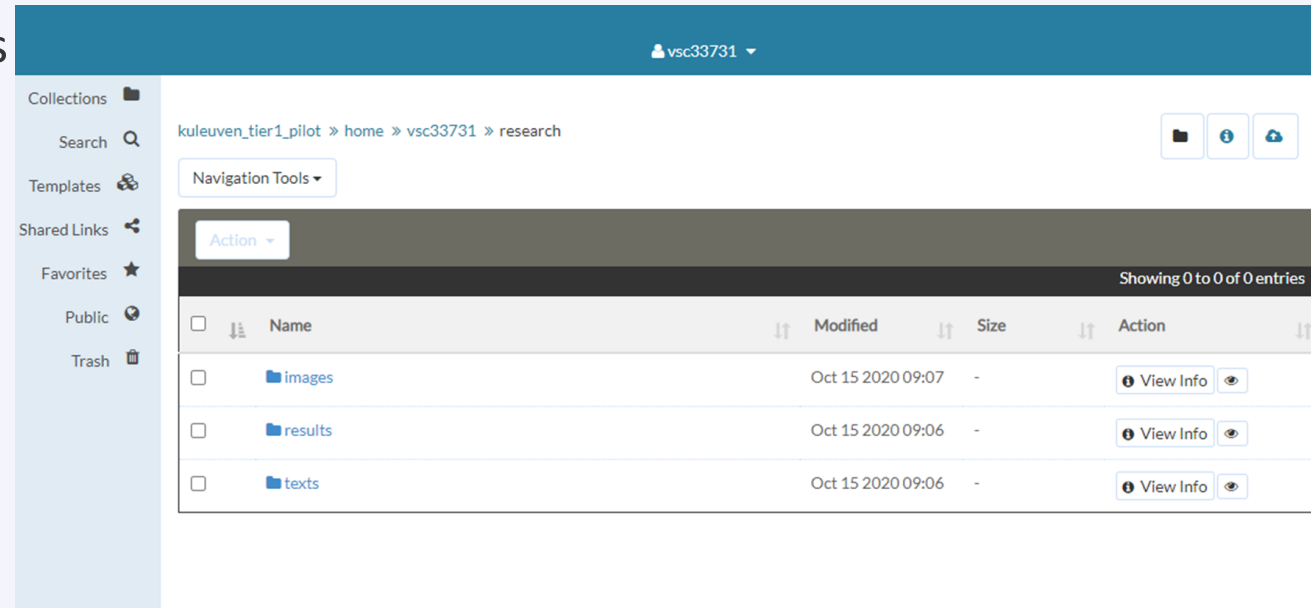 s
vsc33731
Collections
Search
Templates
Shared Links
Favorites
Public
Trash
kuleuven_tier1_pilot » home » vsc33731 » research
Navigation Tools
Action
Showing 0 to 0 of 0 entries
Name Modified Size Action
images Oct 15 2020 09:07 - View Info
results Oct 15 2020 09:06 - View Info
texts Oct 15 2020 09:06 - View Info